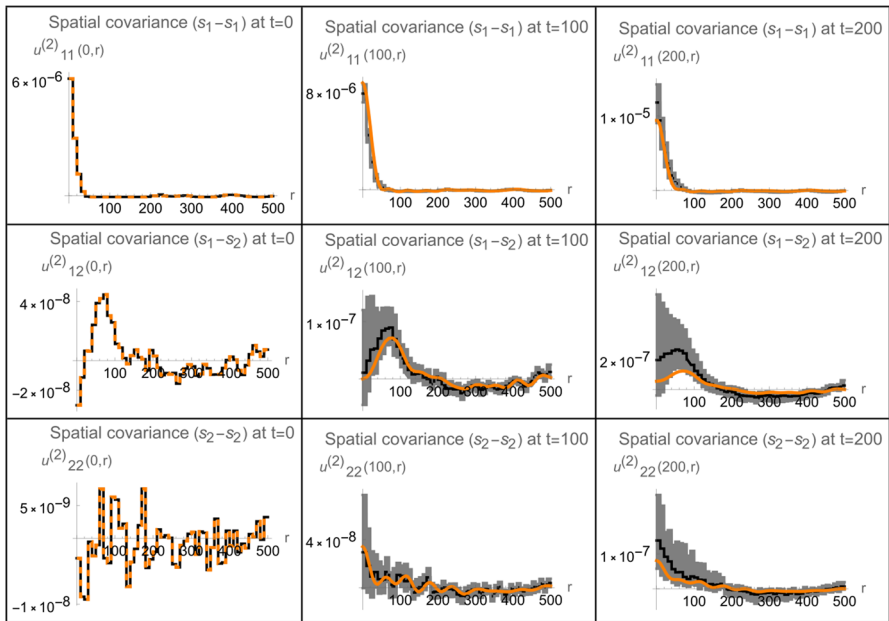 Spatial covariance (s₁−s₁) at t=0
u⁽²⁾₁₁(0,r)
6×10⁻⁶
r
100 200 300 400 500
Spatial covariance (s₁−s₁) at t=100
u⁽²⁾₁₁(100,r)
8×10⁻⁶
r
100 200 300 400 500
Spatial covariance (s₁−s₁) at t=200
u⁽²⁾₁₁(200,r)
1×10⁻⁵
r
100 200 300 400 500
Spatial covariance (s₁−s₂) at t=0
u⁽²⁾₁₂(0,r)
4×10⁻⁸
r
100 200 300 400 500
−2×10⁻⁸
Spatial covariance (s₁−s₂) at t=100
u⁽²⁾₁₂(100,r)
1×10⁻⁷
r
100 200 300 400 500
Spatial covariance (s₁−s₂) at t=200
u⁽²⁾₁₂(200,r)
2×10⁻⁷
r
100 200 300 400 500
Spatial covariance (s₂−s₂) at t=0
u⁽²⁾₂₂(0,r)
5×10⁻⁹
r
100 200 300 400 500
−1×10⁻⁸
Spatial covariance (s₂−s₂) at t=100
u⁽²⁾₂₂(100,r)
4×10⁻⁸
r
100 200 300 400 500
Spatial covariance (s₂−s₂) at t=200
u⁽²⁾₂₂(200,r)
1×10⁻⁷
r
100 200 300 400 500